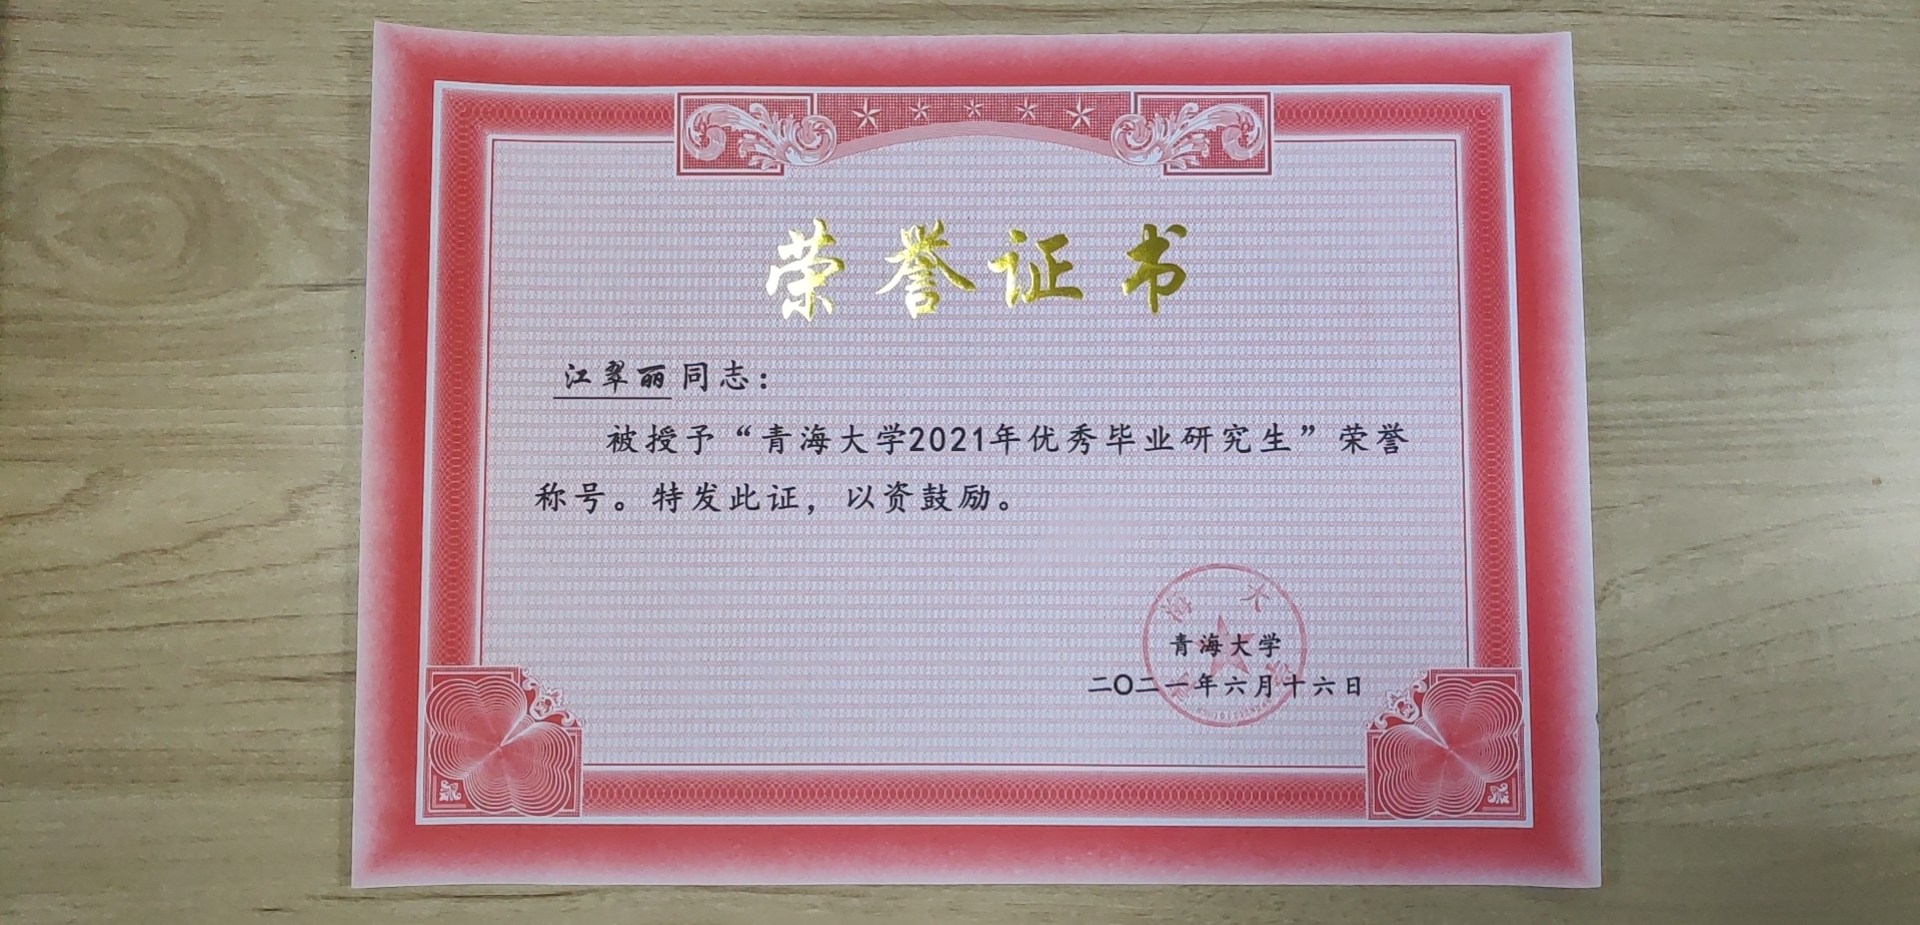 荣誉证书
江翠丽同志：
被授予“青海大学2021年优秀毕业研究生”荣誉
称号。特发此证，以资鼓励。
青海大学
二〇二一年六月十六日